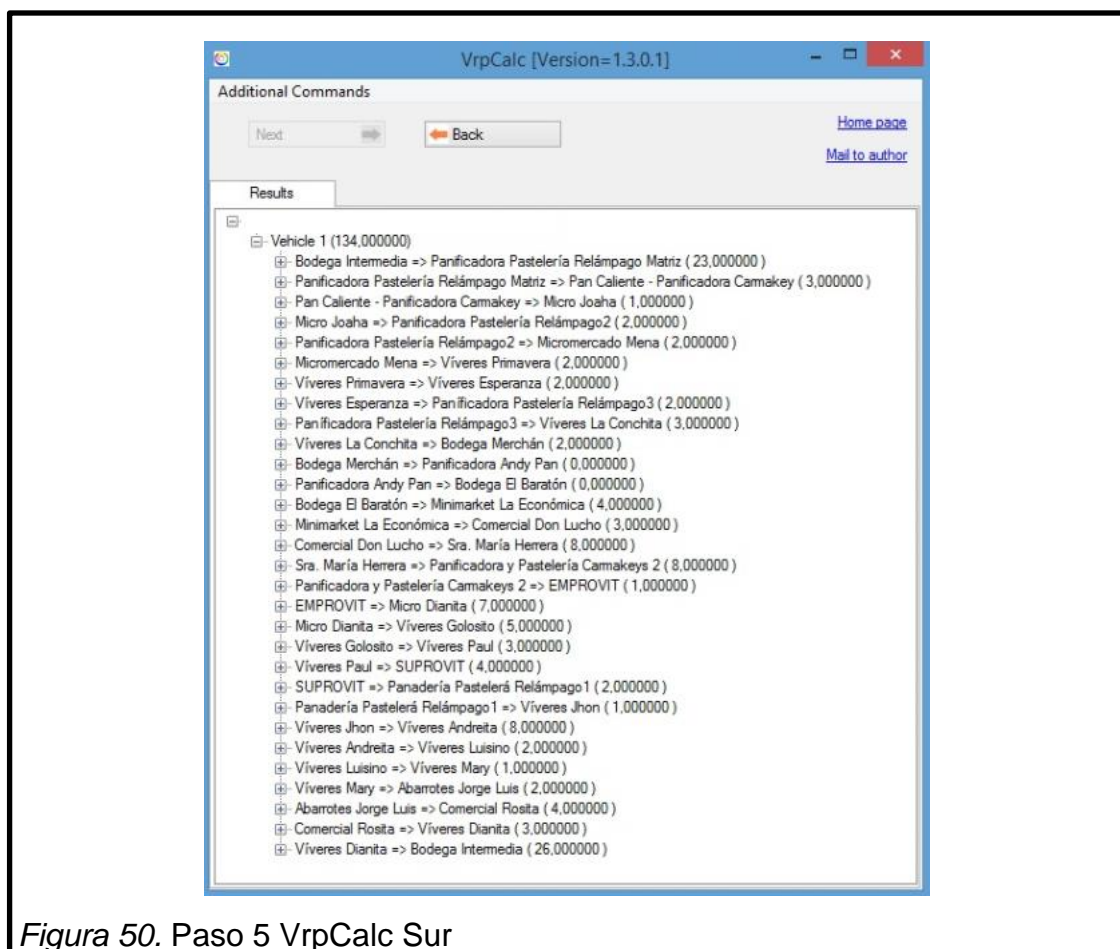 VrpCalc [Version=1.3.0.1]
Additional Commands
Next
Back
Home page
Mail to author
Results
Vehicle 1 (134,000000)
Bodega Intermedia => Panificadora Pastelería Relámpago Matriz ( 23,000000 )
Panificadora Pastelería Relámpago Matriz => Pan Caliente - Panificadora Carmakey ( 3,000000 )
Pan Caliente - Panificadora Carmakey => Micro Joaha ( 1,000000 )
Micro Joaha => Panificadora Pastelería Relámpago2 ( 2,000000 )
Panificadora Pastelería Relámpago2 => Micromercado Mena ( 2,000000 )
Micromercado Mena => Víveres Primavera ( 2,000000 )
Víveres Primavera => Víveres Esperanza ( 2,000000 )
Víveres Esperanza => Panificadora Pastelería Relámpago3 ( 2,000000 )
Panificadora Pastelería Relámpago3 => Víveres La Conchita ( 3,000000 )
Víveres La Conchita => Bodega Merchán ( 2,000000 )
Bodega Merchán => Panificadora Andy Pan ( 0,000000 )
Panificadora Andy Pan => Bodega El Baratón ( 0,000000 )
Bodega El Baratón => Minimarket La Económica ( 4,000000 )
Minimarket La Económica => Comercial Don Lucho ( 3,000000 )
Comercial Don Lucho => Sra. María Herrera ( 8,000000 )
Sra. María Herrera => Panificadora y Pastelería Carmakeys 2 ( 8,000000 )
Panificadora y Pastelería Carmakeys 2 => EMPROVIT ( 1,000000 )
EMPROVIT => Micro Dianita ( 7,000000 )
Micro Dianita => Víveres Golosito ( 5,000000 )
Víveres Golosito => Víveres Paul ( 3,000000 )
Víveres Paul => SUPROVIT ( 4,000000 )
SUPROVIT => Panadería Pastelerá Relámpago1 ( 2,000000 )
Panadería Pastelerá Relámpago1 => Víveres Jhon ( 1,000000 )
Víveres Jhon => Víveres Andreita ( 8,000000 )
Víveres Andreita => Víveres Luisino ( 2,000000 )
Víveres Luisino => Víveres Mary ( 1,000000 )
Víveres Mary => Abarrotes Jorge Luis ( 2,000000 )
Abarrotes Jorge Luis => Comercial Rosita ( 4,000000 )
Comercial Rosita => Víveres Dianita ( 3,000000 )
Víveres Dianita => Bodega Intermedia ( 26,000000 )
Figura 50. Paso 5 VrpCalc Sur